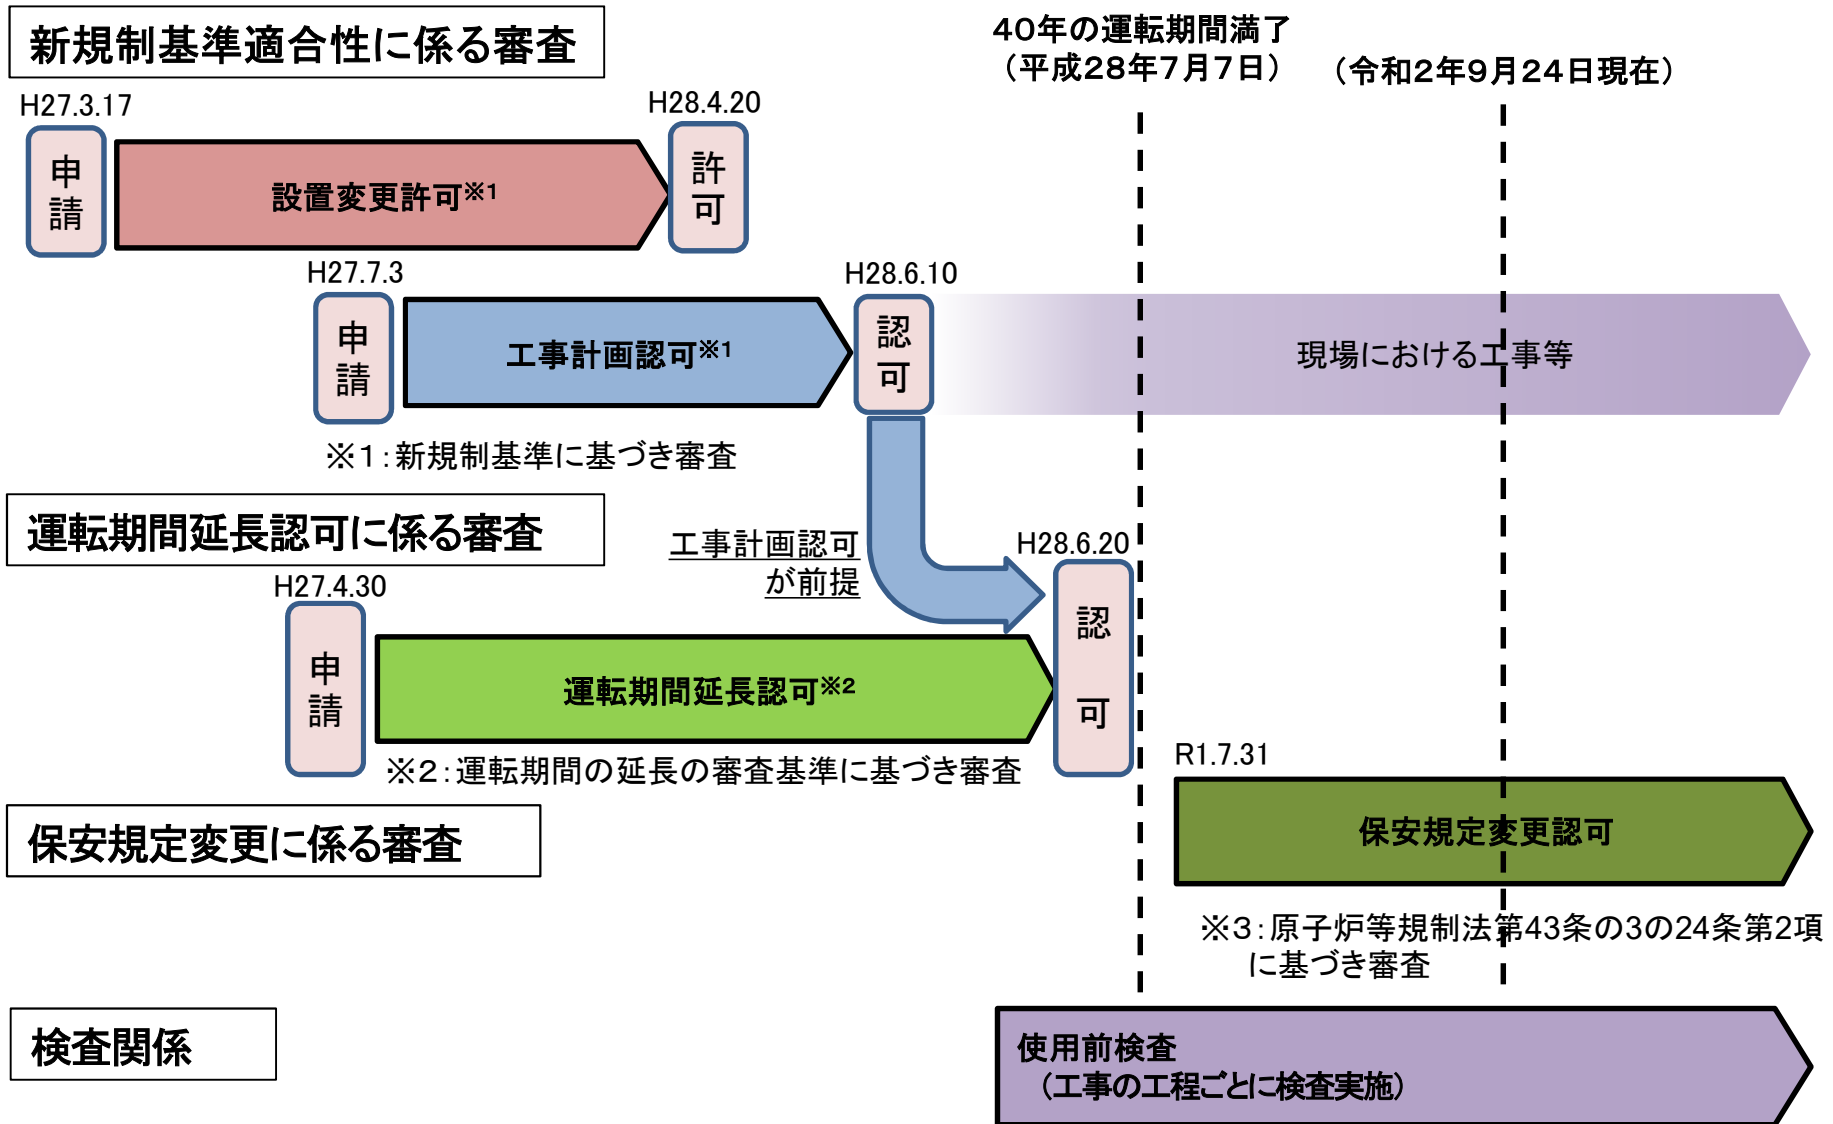 新規制基準適合性に係る審査
40年の運転期間満了
（平成28年7月7日）
（令和2年9月24日現在）
H27.3.17
申請
設置変更許可※1
H28.4.20
許可
H27.7.3
申請
工事計画認可※1
H28.6.10
認可
現場における工事等
※1：新規制基準に基づき審査
運転期間延長認可に係る審査
工事計画認可
が前提
H27.4.30
申請
運転期間延長認可※2
H28.6.20
認可
※2：運転期間の延長の審査基準に基づき審査
保安規定変更に係る審査
R1.7.31
保安規定変更認可
※3：原子炉等規制法第43条の3の24条第2項
に基づき審査
検査関係
使用前検査
（工事の工程ごとに検査実施）